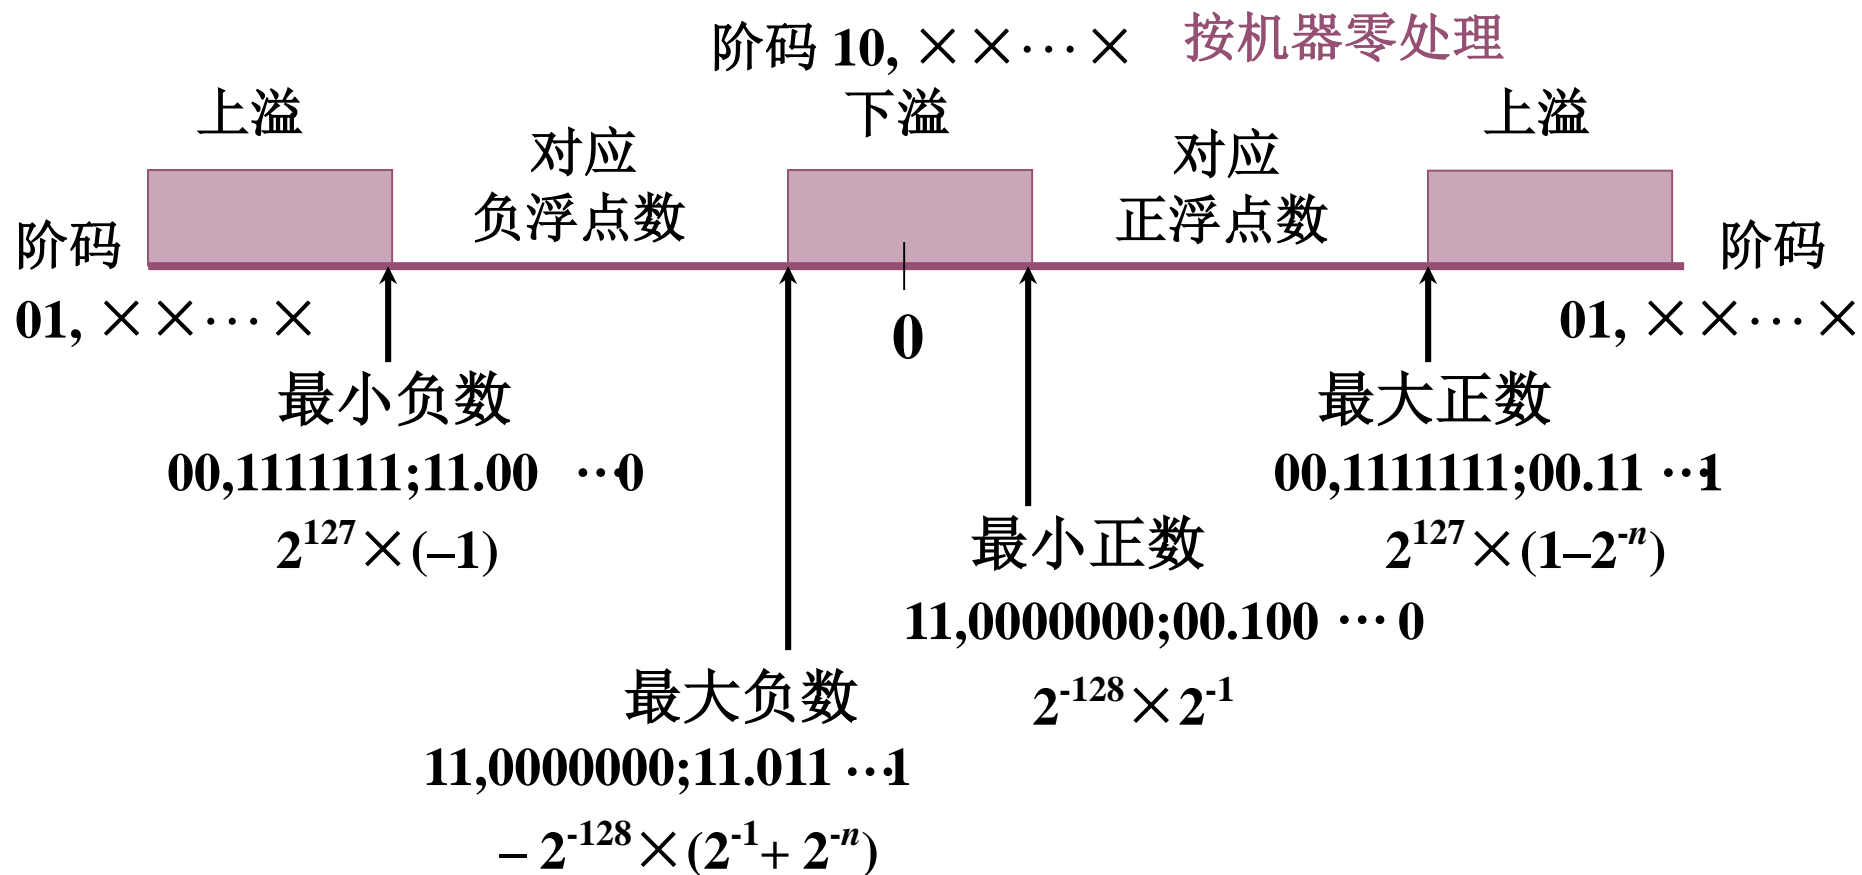 阶码 10, ××…× 按机器零处理
上溢 下溢 上溢
对应
负浮点数
对应
正浮点数
阶码
01, ××…×
阶码
01, ××…×
0
最小负数
00,1111111;11.00 …0
2^127×(–1)
最大正数
00,1111111;00.11 …1
2^127×(1–2^-n)
最小正数
11,0000000;00.100 … 0
2^-128×2^-1
最大负数
11,0000000;11.011 …1
– 2^-128×(2^-1+ 2^-n)